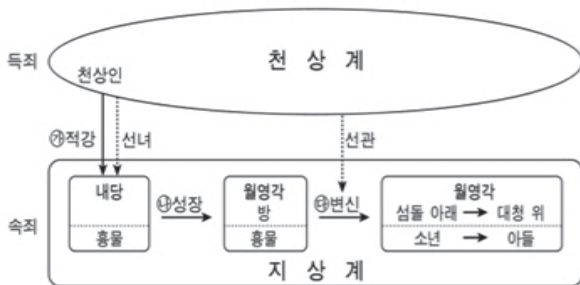 득죄
천 상 계
천상인
㉮적강
선녀
선관
속죄
내당
흉물
㉯성장
월영각
방
흉물
㉰변신
월영각
섬돌 아래 → 대청 위
소년 → 아들
지 상 계